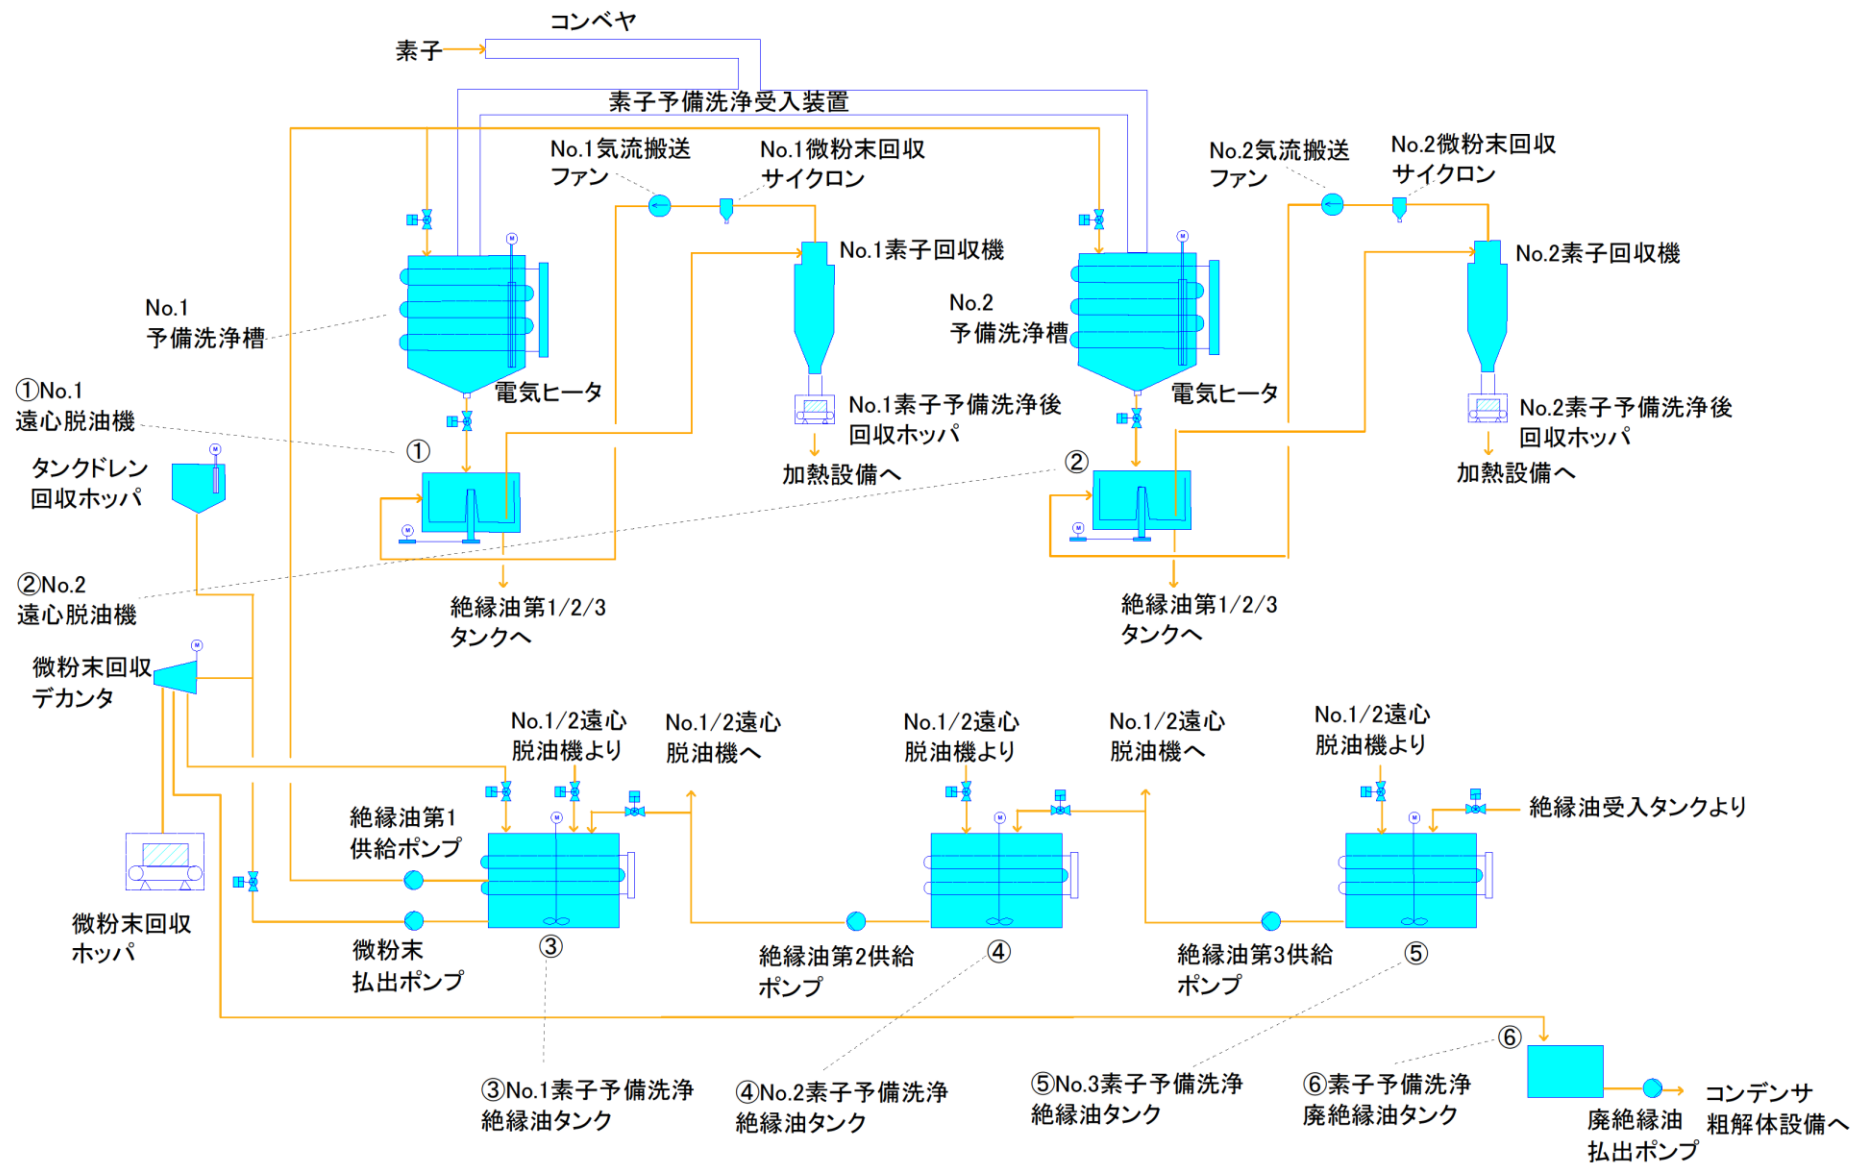 コンベヤ
素子
素子予備洗浄受入装置
No.1気流搬送
ファン
No.1微粉末回収
サイクロン
No.2気流搬送
ファン
No.2微粉末回収
サイクロン
M
M
No.1素子回収機
No.2素子回収機
No.1
予備洗浄槽
No.2
予備洗浄槽
電気ヒータ
電気ヒータ
①No.1
遠心脱油機
No.1素子予備洗浄後
回収ホッパ
No.2素子予備洗浄後
回収ホッパ
①
②
加熱設備へ
加熱設備へ
タンクドレン
回収ホッパ
M
M
M
②No.2
遠心脱油機
絶縁油第1/2/3
タンクへ
絶縁油第1/2/3
タンクへ
微粉末回収
デカンタ
M
No.1/2遠心
脱油機より
No.1/2遠心
脱油機へ
No.1/2遠心
脱油機より
No.1/2遠心
脱油機へ
No.1/2遠心
脱油機より
絶縁油受入タンクより
絶縁油第1
供給ポンプ
M
M
M
微粉末回収
ホッパ
微粉末
払出ポンプ
③
絶縁油第2供給
ポンプ
④
絶縁油第3供給
ポンプ
⑤
⑥
③No.1素子予備洗浄
絶縁油タンク
④No.2素子予備洗浄
絶縁油タンク
⑤No.3素子予備洗浄
絶縁油タンク
⑥素子予備洗浄
廃絶縁油タンク
廃絶縁油
払出ポンプ
コンデンサ
粗解体設備へ